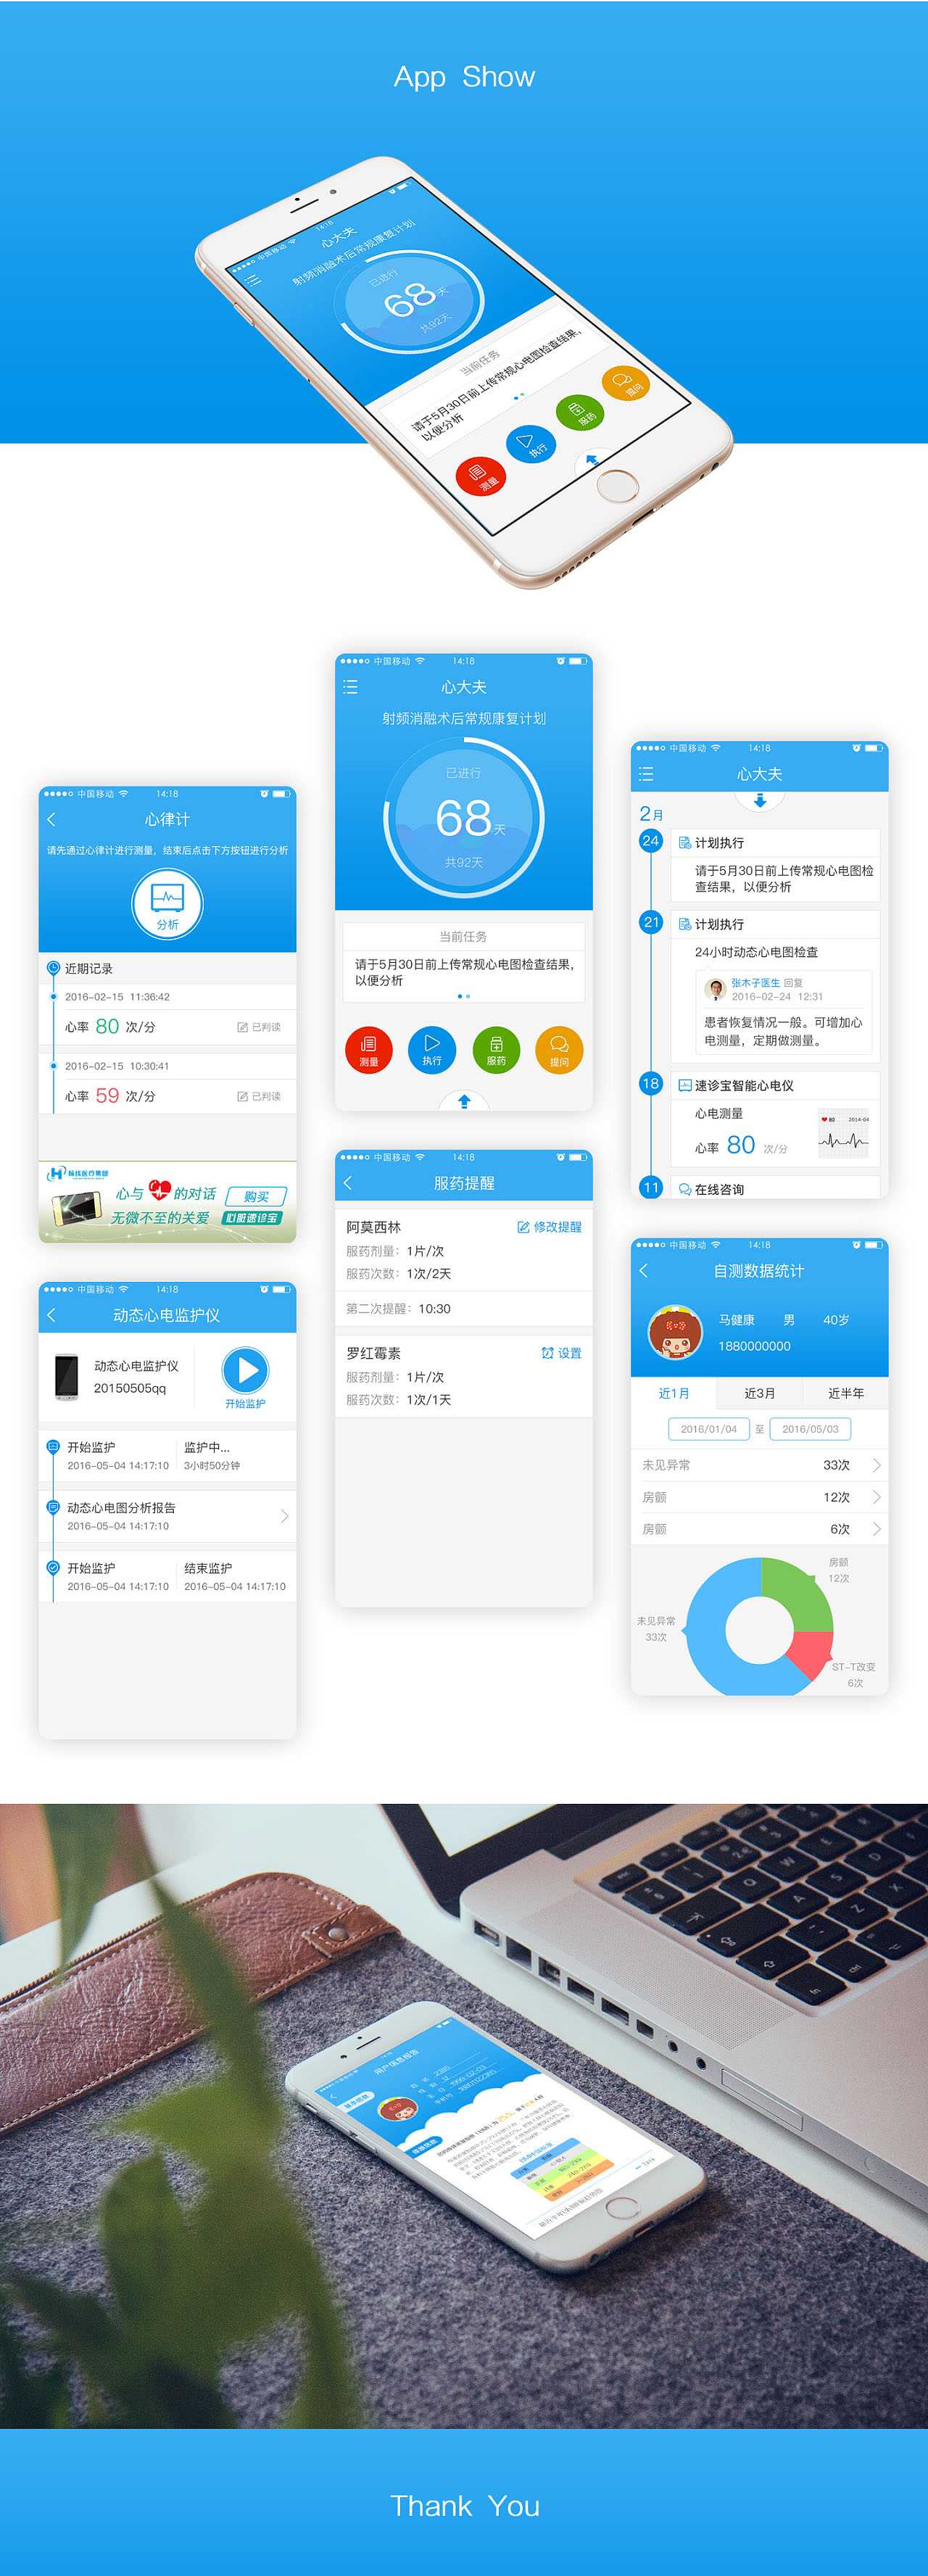 App Show
中国移动 14:18
心大夫
射频消融术后常规康复计划
已进行
68天
共92天
当前任务
请于5月30日前上传常规心电图检查结果，
以便分析
测量
执行
服药
提问
中国移动 14:18
心大夫
射频消融术后常规康复计划
已进行
68天
共92天
当前任务
请于5月30日前上传常规心电图检查结果，
以便分析
测量 执行 服药 提问
中国移动 14:18
心律计
请先通过心律计进行测量，结束后点击下方按钮进行分析
分析
近期记录
2016-02-15 11:36:42
心率 80 次/分 已判读
2016-02-15 10:30:41
心率 59 次/分 已判读
心与 的对话 购买
无微不至的关爱 心脏速诊宝
中国移动 14:18
心大夫
2月
24 计划执行
请于5月30日前上传常规心电图检
查结果，以便分析
21 计划执行
24小时动态心电图检查
张木子医生 回复
2016-02-24 12:31
患者恢复情况一般。可增加心
电测量，定期做测量。
18 速诊宝智能心电仪
心电测量
心率 80 次/分
80 2014-04
11 在线咨询
中国移动 14:18
服药提醒
阿莫西林 修改提醒
服药剂量：1片/次
服药次数：1次/2天
第二次提醒：10:30
罗红霉素 设置
服药剂量：1片/次
服药次数：1次/1天
中国移动 14:18
动态心电监护仪
动态心电监护仪
20150505qq
开始监护
开始监护 监护中...
2016-05-04 14:17:10 3小时50分钟
动态心电图分析报告
2016-05-04 14:17:10
开始监护 结束监护
2016-05-04 14:17:10 2016-05-04 14:17:10
中国移动 14:18
自测数据统计
马健康 男 40岁
1880000000
近1月 近3月 近半年
2016/01/04 至 2016/05/03
未见异常 33次
房颤 12次
房颤 6次
房颤
12次
未见异常
33次
ST-T改变
6次
用户信息报告
Thank You